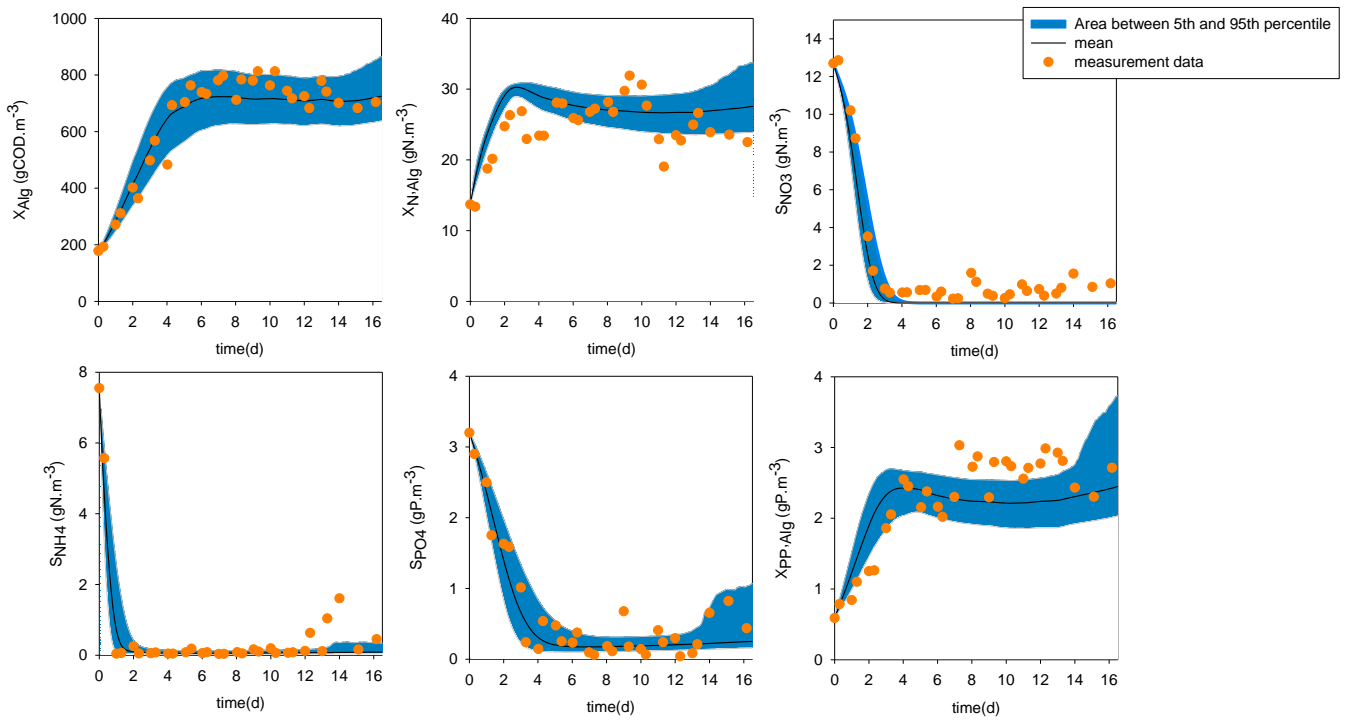 Area between 5th and 95th percentile
mean
measurement data
X_Alg (gCOD.m⁻³)
1000
800
600
400
200
0
0 2 4 6 8 10 12 14 16
time(d)
X_N,Alg (gN.m⁻³)
40
30
20
10
0
0 2 4 6 8 10 12 14 16
time(d)
S_NO3 (gN.m⁻³)
14
12
10
8
6
4
2
0
0 2 4 6 8 10 12 14 16
time(d)
S_NH4 (gN.m⁻³)
8
6
4
2
0
0 2 4 6 8 10 12 14 16
time(d)
S_PO4 (gP.m⁻³)
4
3
2
1
0
0 2 4 6 8 10 12 14 16
time(d)
X_PP,Alg (gP.m⁻³)
4
3
2
1
0
0 2 4 6 8 10 12 14 16
time(d)